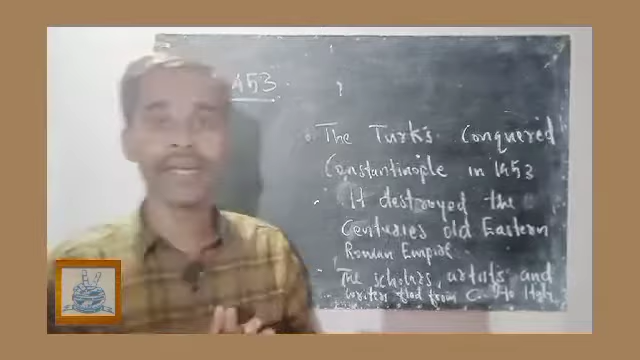 1453
The Turks Conquered
Constantinople in 1453
It destroyed the
Centuries old Eastern
Roman Empire
The scholars, artists and
writers fled from C. to Italy